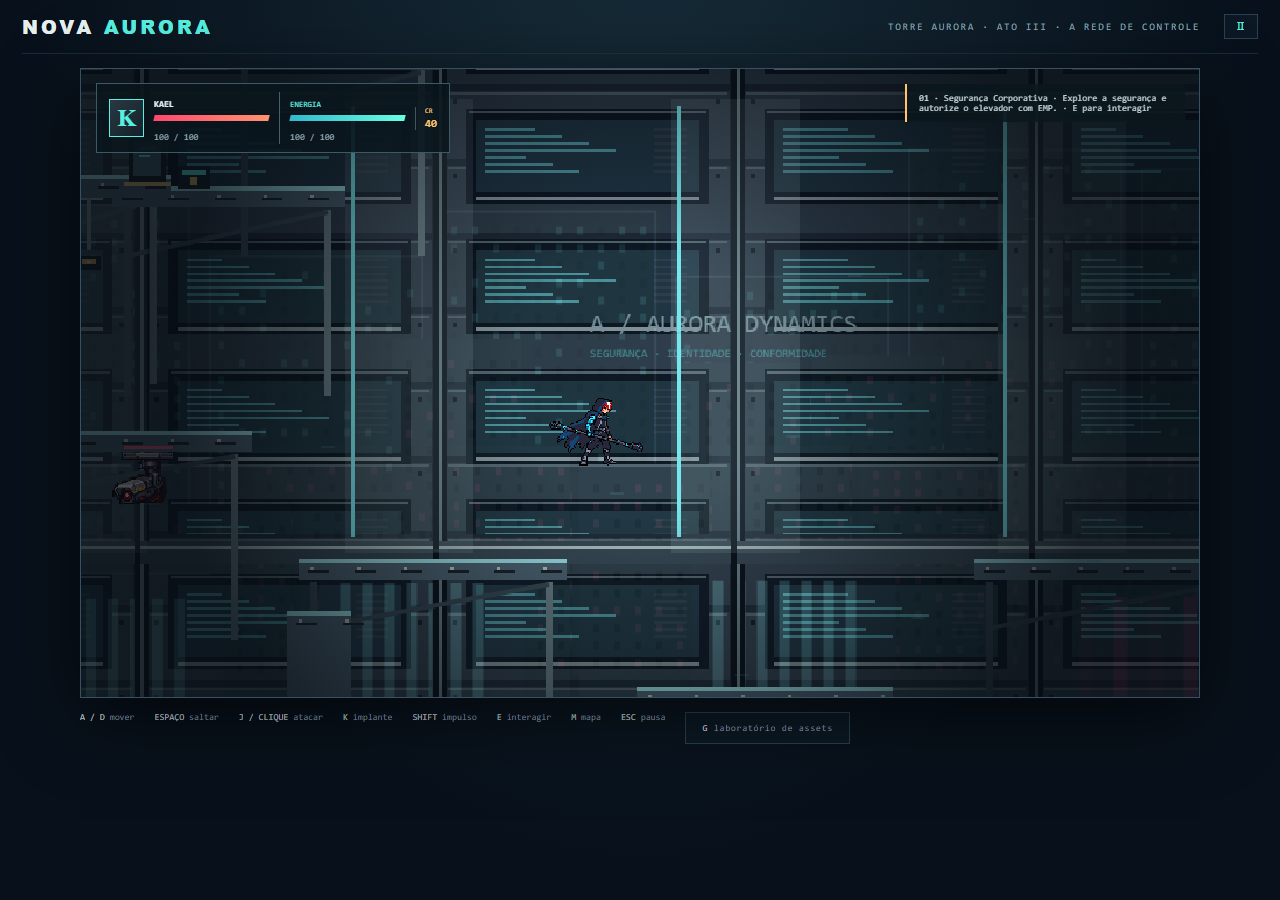 NOVA AURORA
TORRE AURORA · ATO III · A REDE DE CONTROLE
II
K
KAEL
100 / 100
ENERGIA
100 / 100
CR
40
01 · Segurança Corporativa · Explore a segurança e
autorize o elevador com EMP. · E para interagir
A / AURORA DYNAMICS
SEGURANÇA · IDENTIDADE · CONFORMIDADE
A / D mover ESPAÇO saltar J / CLIQUE atacar K implante SHIFT impulso E interagir M mapa ESC pausa
G laboratório de assets